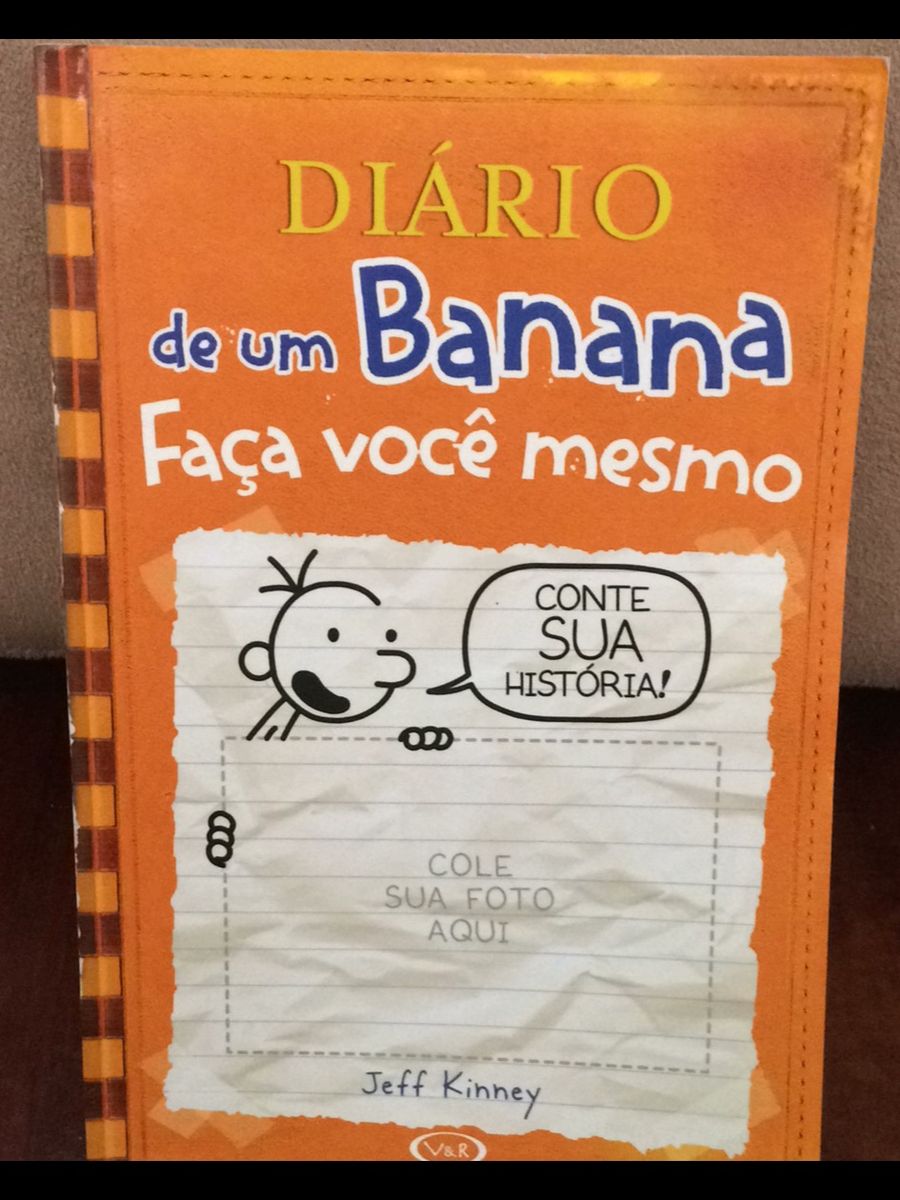 DIÁRIO
de um Banana
Faça você mesmo
CONTE
SUA
HISTÓRIA!
COLE
SUA FOTO
AQUI
Jeff Kinney
V&R